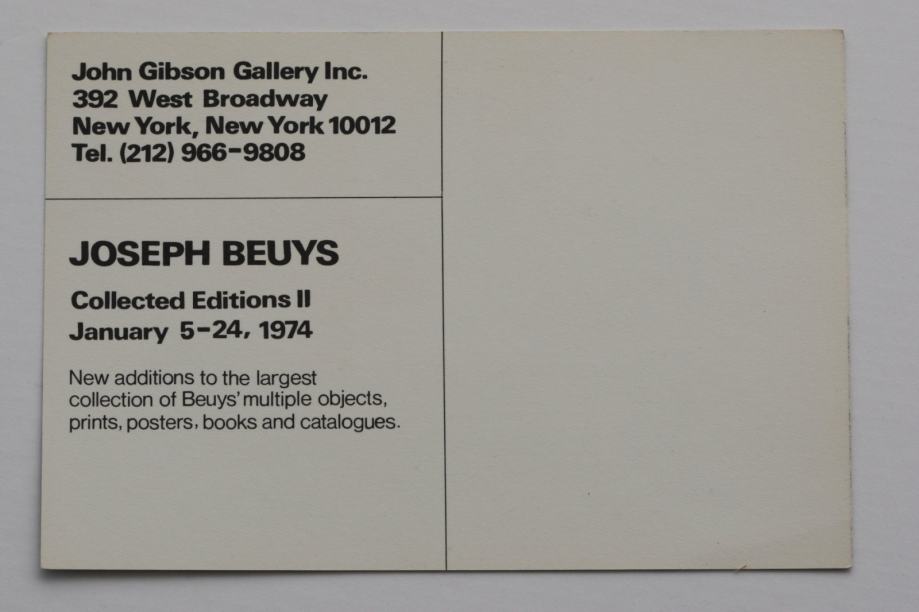 John Gibson Gallery Inc.
392 West Broadway
New York, New York 10012
Tel. (212) 966-9808
JOSEPH BEUYS
Collected Editions II
January 5-24, 1974
New additions to the largest
collection of Beuys' multiple objects,
prints, posters, books and catalogues.